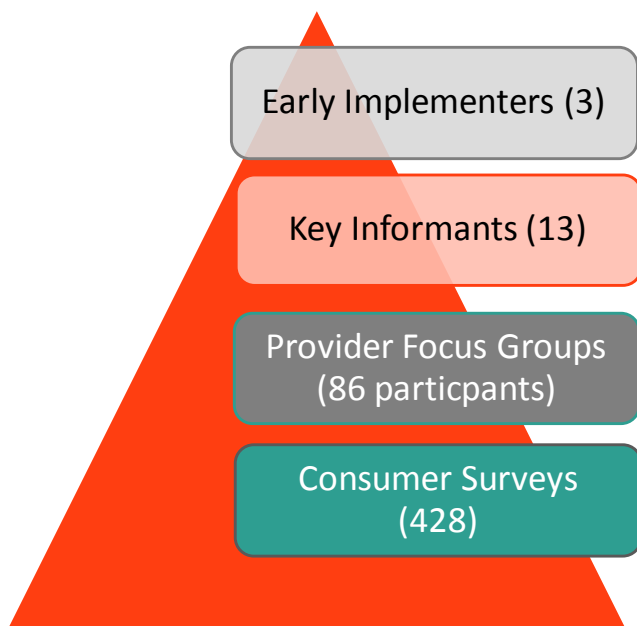 Early Implementers (3)
Key Informants (13)
Provider Focus Groups
(86 particpants)
Consumer Surveys
(428)